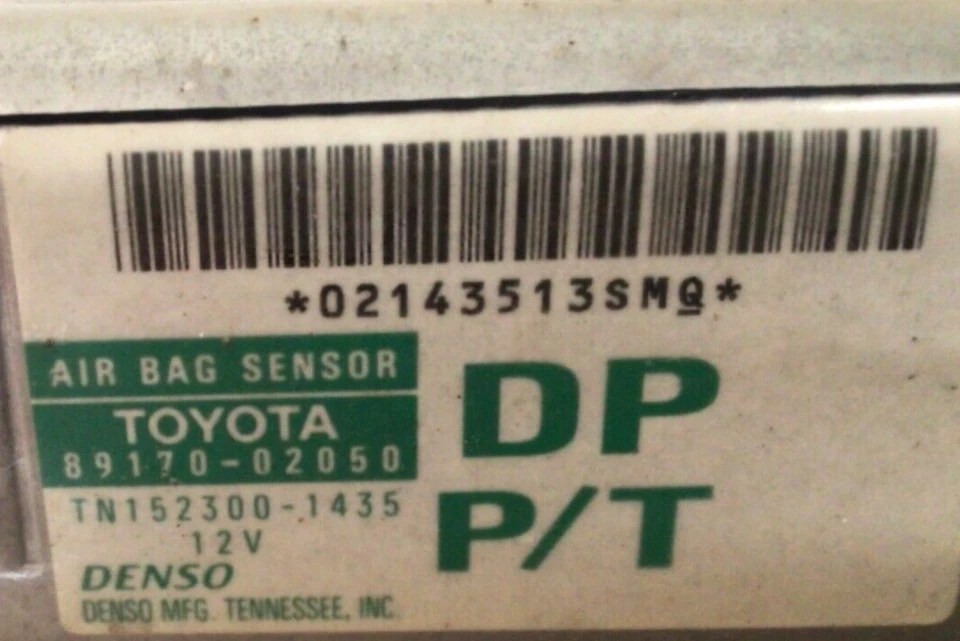 *02143513SMQ*
AIR BAG SENSOR
TOYOTA
89170-02050
TN152300-1435
12V
DENSO
DENSO MFG. TENNESSEE, INC.
DP
P/T